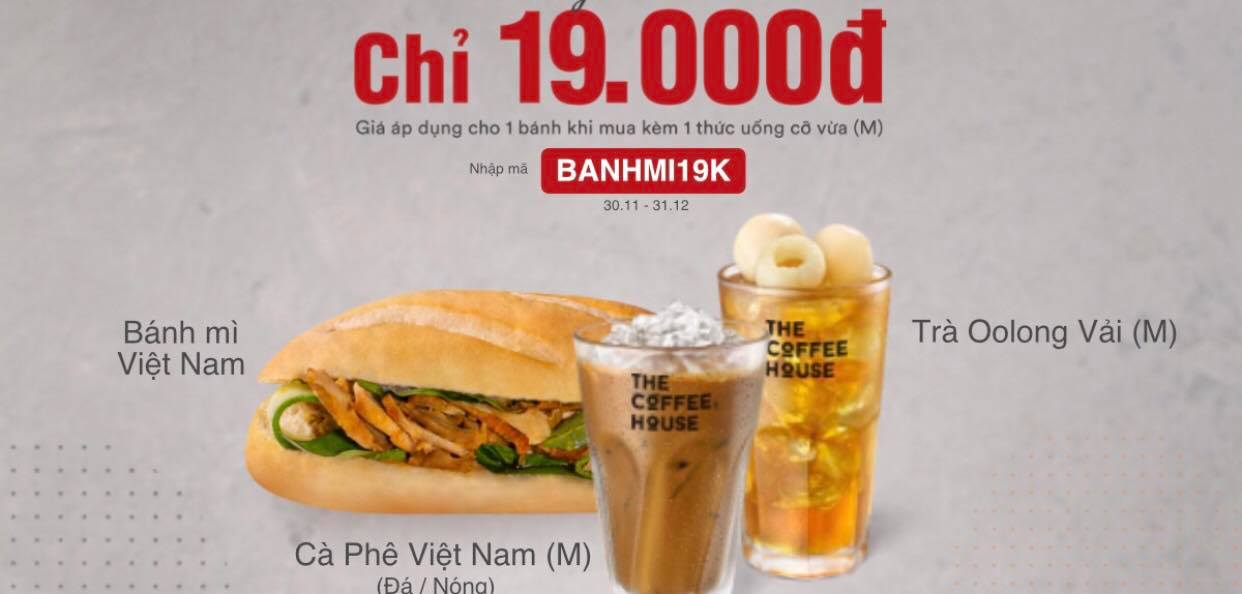 Chỉ 19.000đ
Giá áp dụng cho 1 bánh khi mua kèm 1 thức uống cỡ vừa (M)
Nhập mã BANHMI19K
30.11 - 31.12
Bánh mì
Việt Nam
THE
COFFEE
HOUSE
THE
COFFEE
HOUSE
Trà Oolong Vải (M)
Cà Phê Việt Nam (M)
(Đá / Nóng)